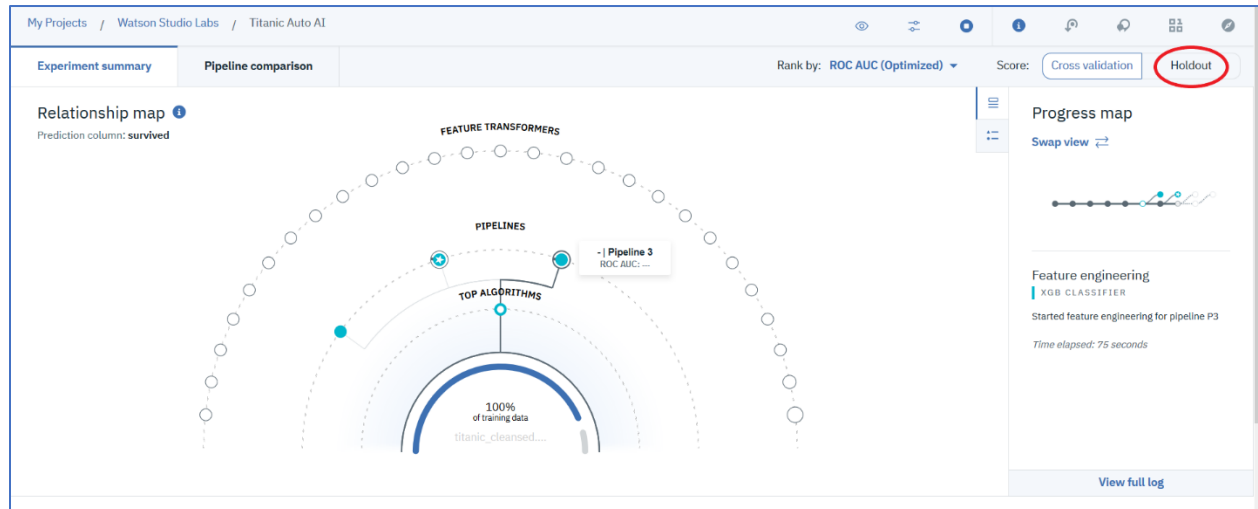 My Projects / Watson Studio Labs / Titanic Auto AI
Experiment summary
Pipeline comparison
Rank by: ROC AUC (Optimized)
Score: Cross validation Holdout
Relationship map
Prediction column: survived
FEATURE TRANSFORMERS
PIPELINES
- | Pipeline 3
ROC AUC: ---
TOP ALGORITHMS
100%
of training data
titanic_cleansed....
Progress map
Swap view
Feature engineering
XGB CLASSIFIER
Started feature engineering for pipeline P3
Time elapsed: 75 seconds
View full log